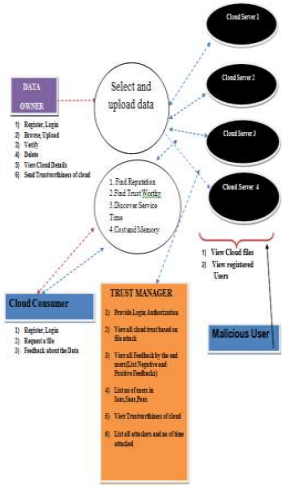 Cloud Server 1
Cloud Server 2
Cloud Server 3
Cloud Server 4
DATA
OWNER
1) Register, Login
2) Browse, Upload
3) Verify
4) Delete
5) View Cloud Details
6) Send Trustworthiness of cloud
Select and
upload data
1. Find Reputation
2.Find Trust Worthy
3.Discover Service
Time
4.Cost and Memory
1) View Cloud files
2) View registered
Users
Cloud Consumer
1) Register, Login
2) Request a file
3) Feedback about the Data
TRUST MANAGER
1) Provide Login Authorization
2) View all cloud trust based on
file attack
3) View all Feedback by the end
users(List Negative and
Positive Feedbacks)
4) List no of users in
Iaas,Saas,Paas
5) View Trustworthiness of cloud
6) List all attackers and no of time
attacked
Malicious User